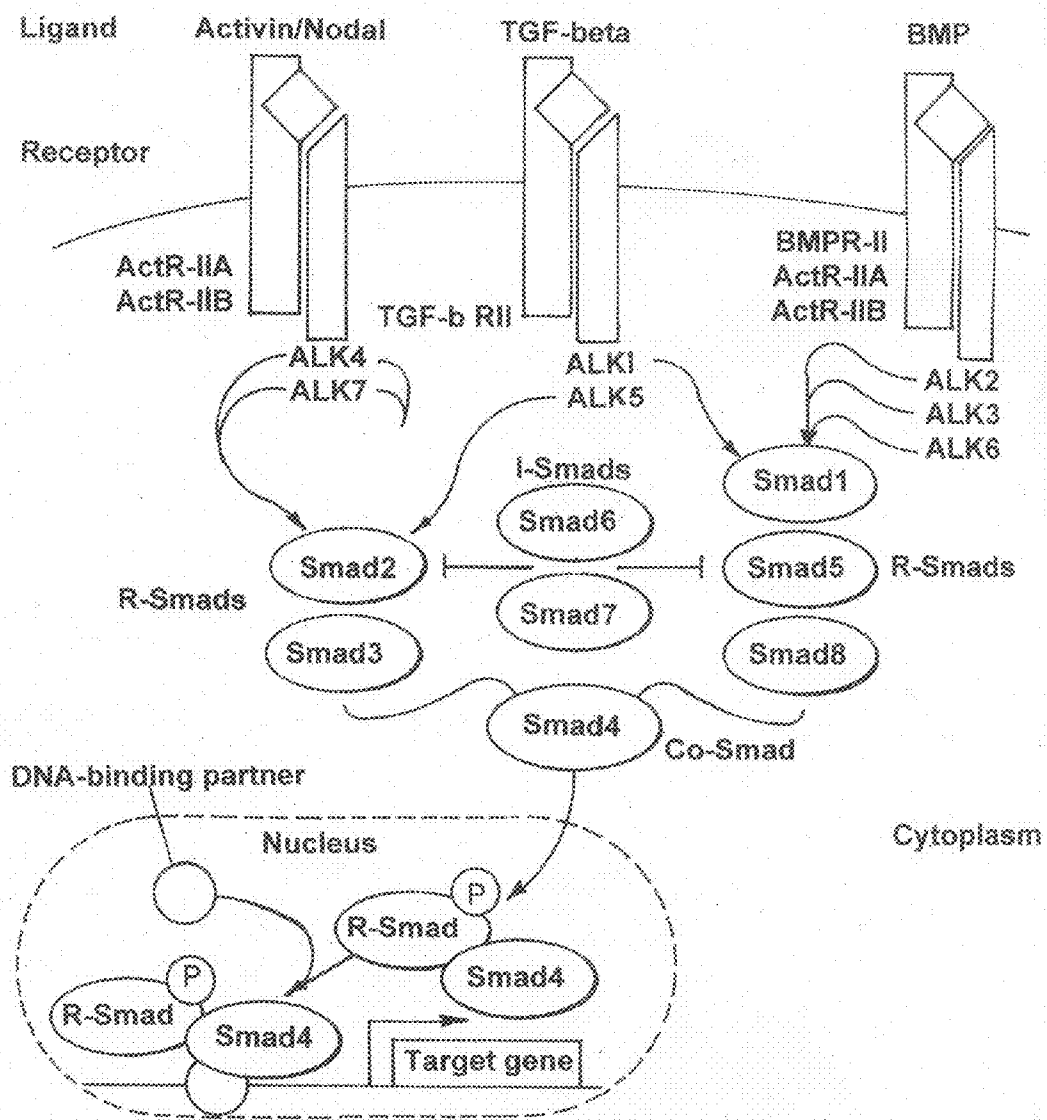 Ligand
Activin/Nodal
TGF-beta
BMP
Receptor
ActR-IIA
ActR-IIB
TGF-b RII
BMPR-II
ActR-IIA
ActR-IIB
ALK4
ALK7
ALKI
ALK5
ALK2
ALK3
ALK6
I-Smads
Smad1
Smad6
Smad2
Smad5
R-Smads
R-Smads
Smad7
Smad3
Smad8
Smad4
Co-Smad
DNA-binding partner
Nucleus
Cytoplasm
P
R-Smad
Smad4
P
R-Smad
Smad4
Target gene